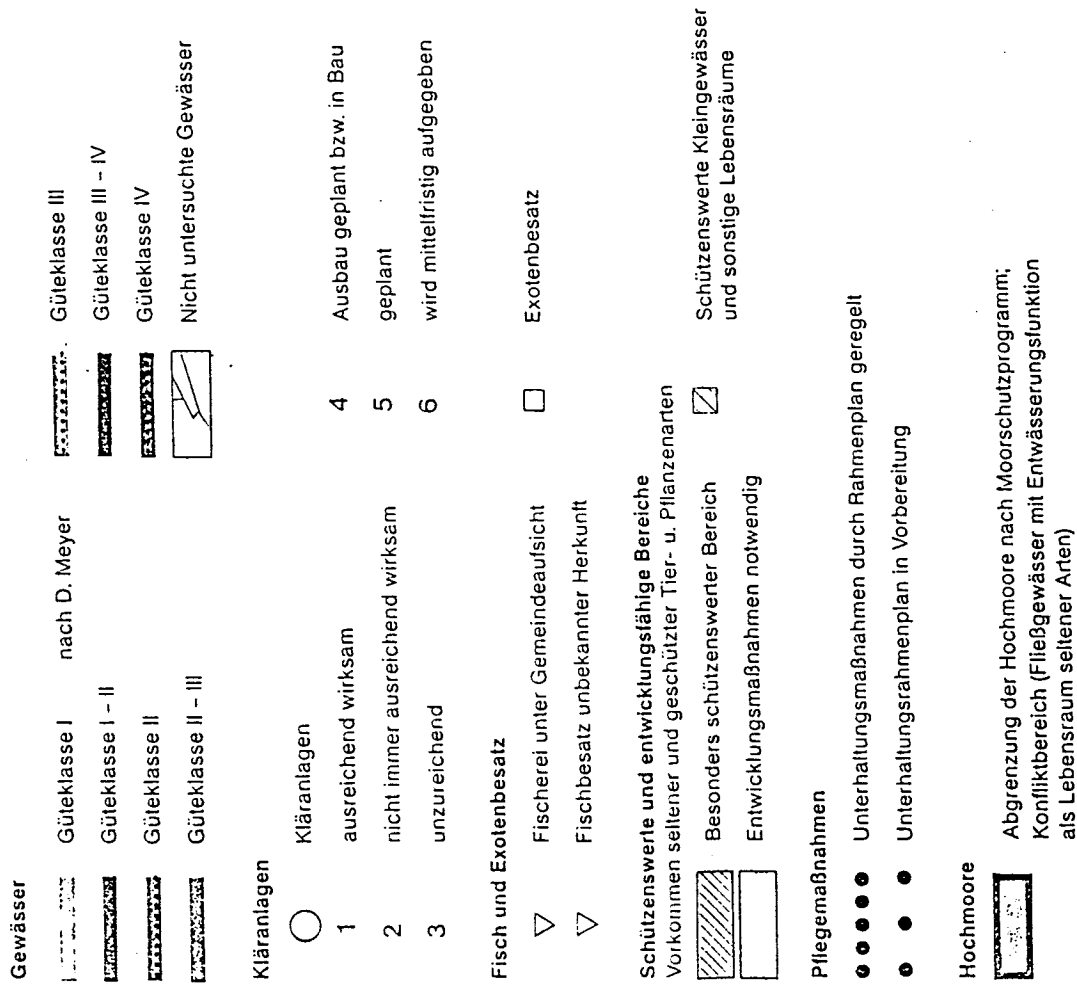 Gewässer
Güteklasse I nach D. Meyer
Güteklasse I – II
Güteklasse II
Güteklasse II – III
Güteklasse III
Güteklasse III – IV
Güteklasse IV
Nicht untersuchte Gewässer
Kläranlagen
Kläranlagen
1 ausreichend wirksam
2 nicht immer ausreichend wirksam
3 unzureichend
4 Ausbau geplant bzw. in Bau
5 geplant
6 wird mittelfristig aufgegeben
Fisch und Exotenbesatz
Fischerei unter Gemeindeaufsicht
Fischbesatz unbekannter Herkunft
Exotenbesatz
Schützenswerte und entwicklungsfähige Bereiche
Vorkommen seltener und geschützter Tier- u. Pflanzenarten
Besonders schützenswerter Bereich
Entwicklungsmaßnahmen notwendig
Schützenswerte Kleingewässer
und sonstige Lebensräume
Pflegemaßnahmen
Unterhaltungsmaßnahmen durch Rahmenplan geregelt
Unterhaltungsrahmenplan in Vorbereitung
Hochmoore
Abgrenzung der Hochmoore nach Moorschutzprogramm;
Konfliktbereich (Fließgewässer mit Entwässerungsfunktion
als Lebensraum seltener Arten)